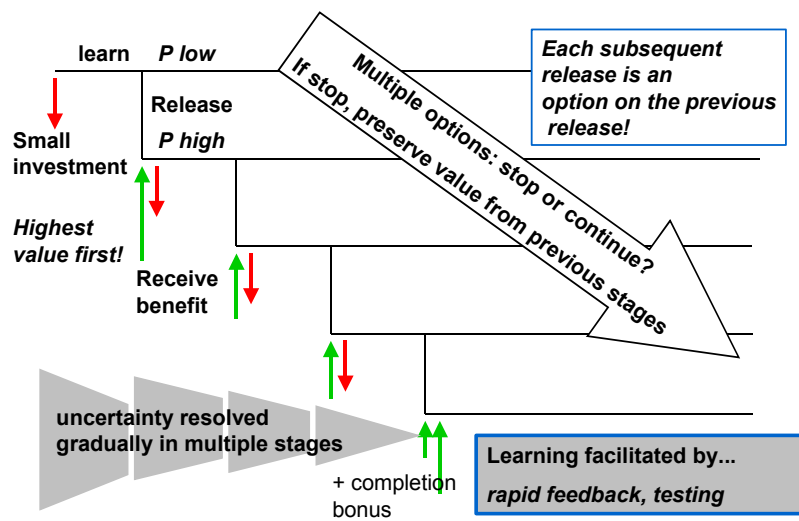 learn
P low
Each subsequent
release is an
option on the previous
release!
Multiple options: stop or continue?
If stop, preserve value from previous stages
Release
P high
Small
investment
Highest
value first!
Receive
benefit
uncertainty resolved
gradually in multiple stages
+ completion
bonus
Learning facilitated by...
rapid feedback, testing